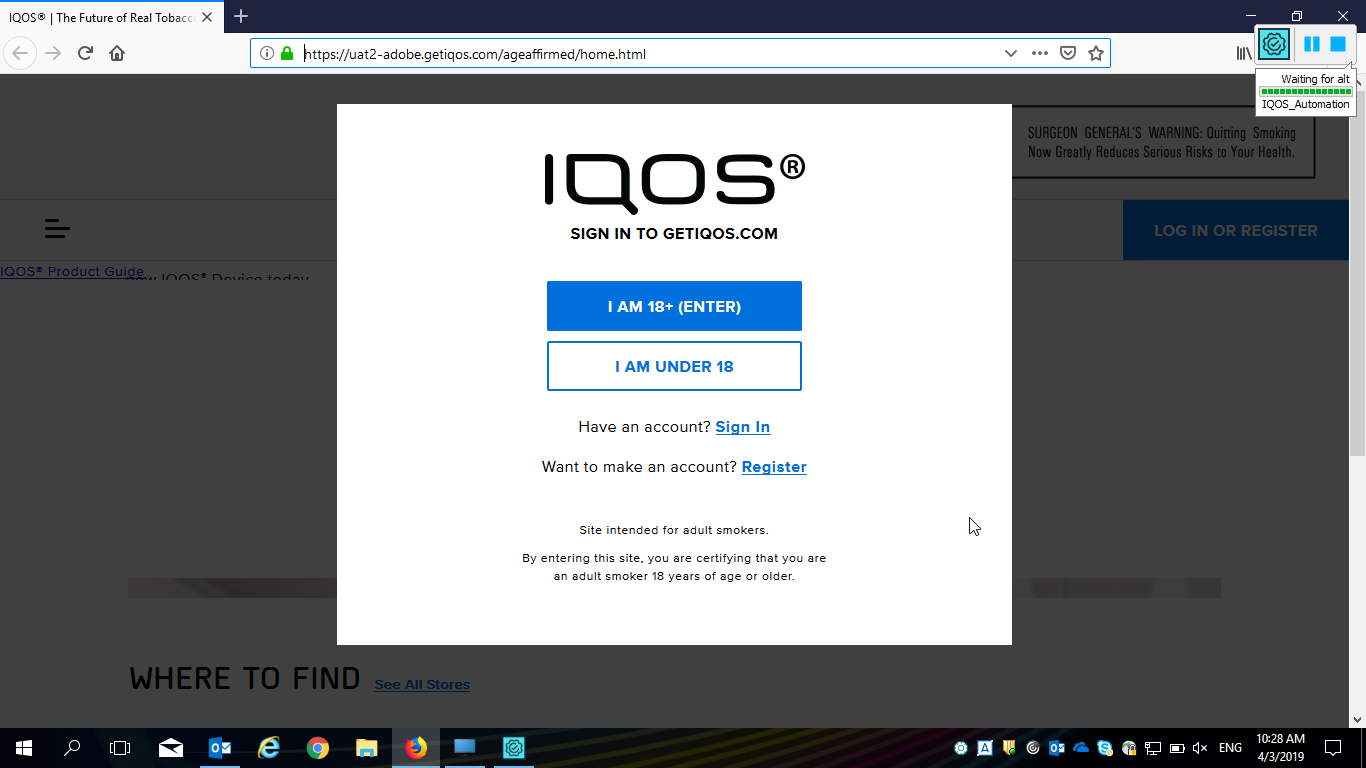 IQOS® | The Future of Real Tobacc
https://uat2-adobe.getiqos.com/ageaffirmed/home.html
Waiting for alt
IQOS_Automation
SURGEON GENERAL'S WARNING: Quitting Smoking
Now Greatly Reduces Serious Risks to Your Health.
IQOS®
SIGN IN TO GETIQOS.COM
LOG IN OR REGISTER
IQOS® Product Guide
new IQOS® Device today
I AM 18+ (ENTER)
I AM UNDER 18
Have an account? Sign In
Want to make an account? Register
Site intended for adult smokers.
By entering this site, you are certifying that you are
an adult smoker 18 years of age or older.
WHERE TO FIND See All Stores
ENG
10:28 AM
4/3/2019